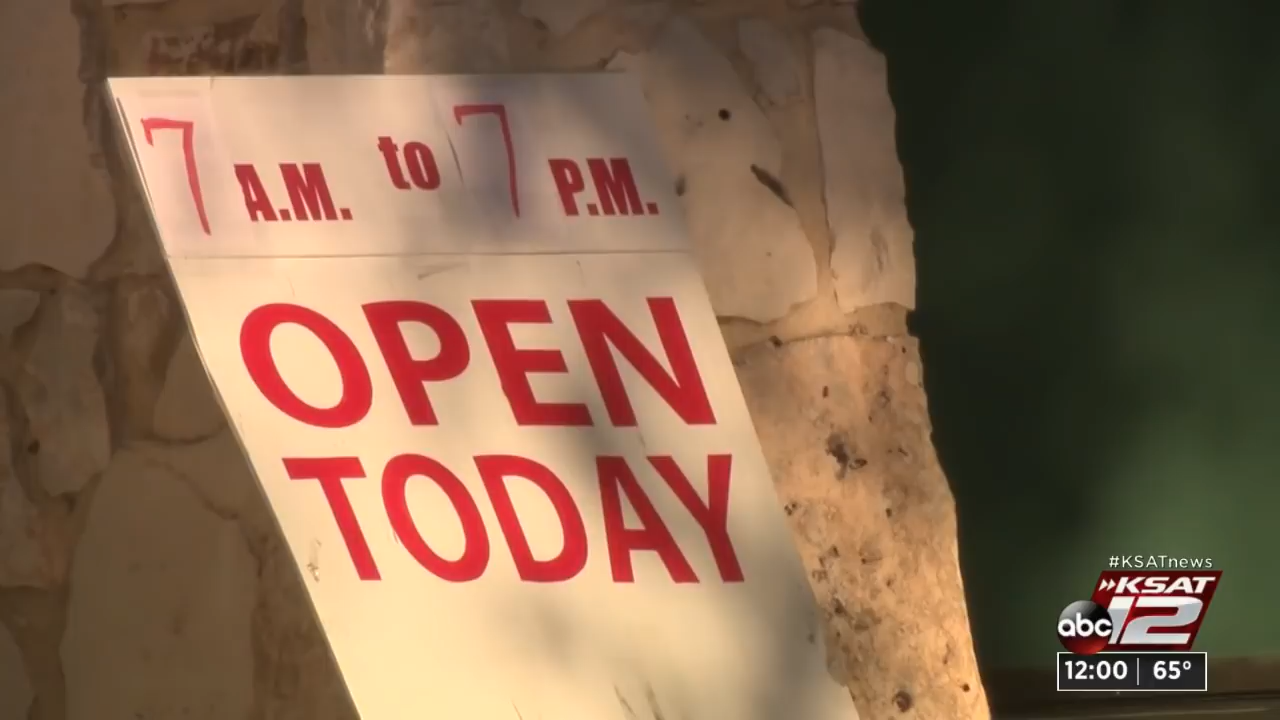 7 A.M. to 7 P.M.
OPEN
TODAY
#KSATnews
KSAT
abc 12
12:00 65°